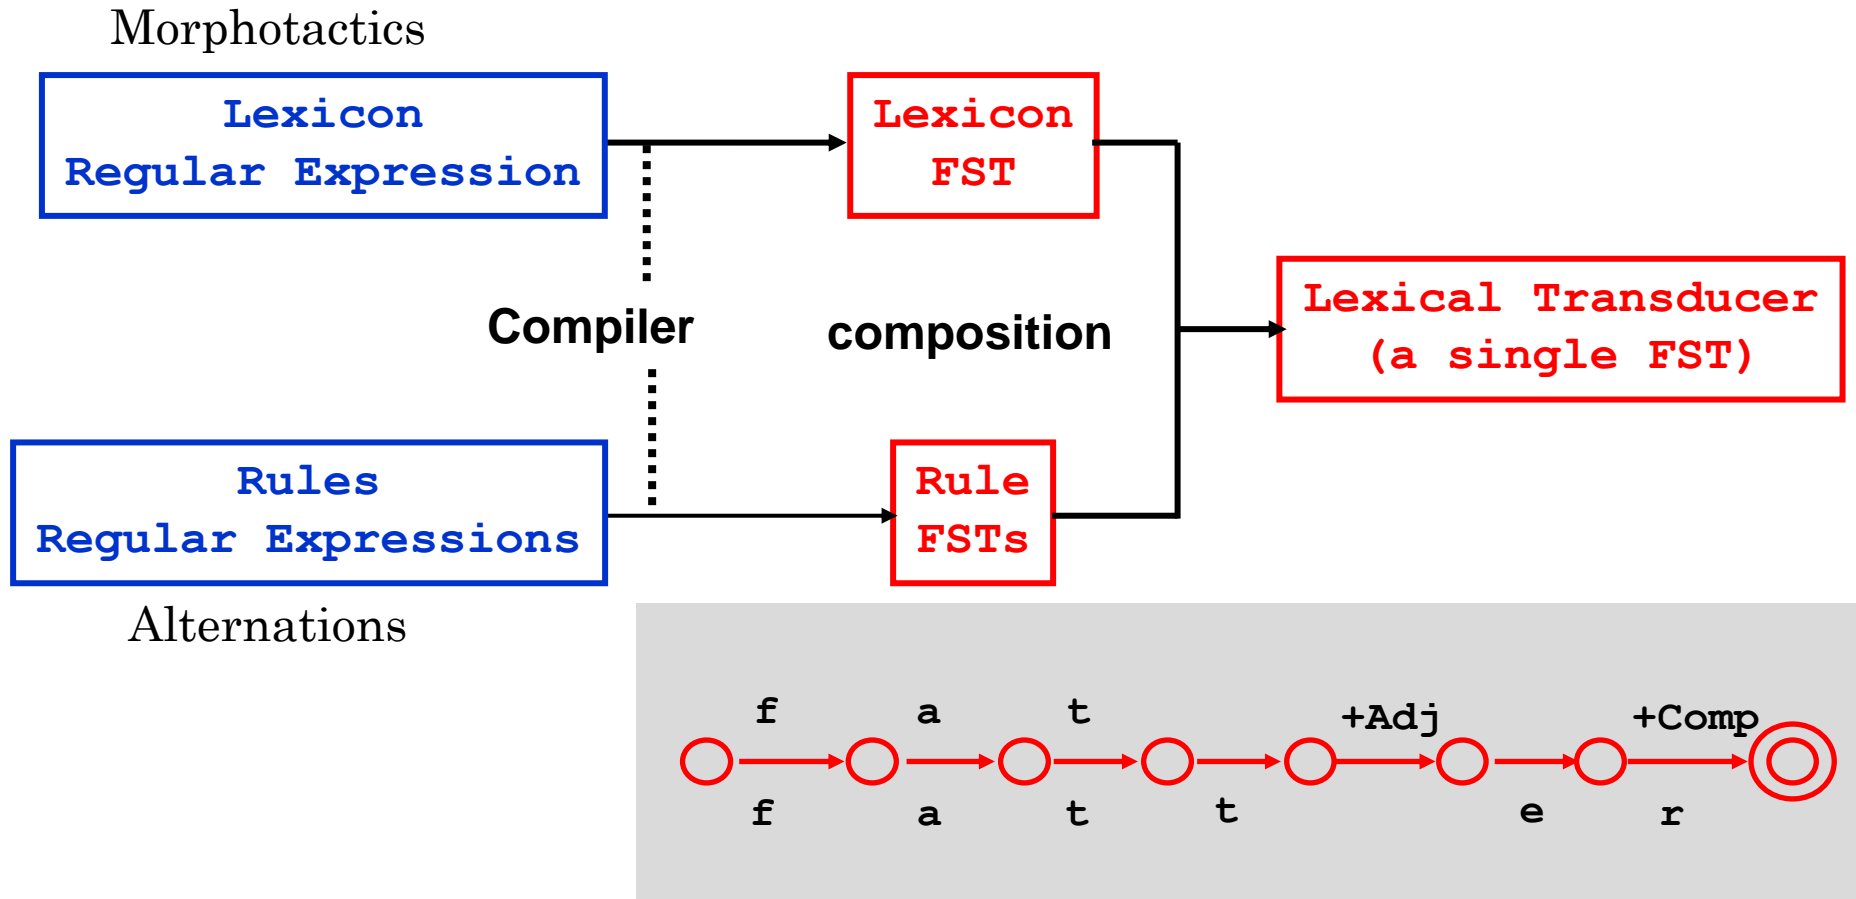 Morphotactics
Lexicon
Regular Expression
Lexicon
FST
Compiler
composition
Lexical Transducer
(a single FST)
Rules
Regular Expressions
Rule
FSTs
Alternations
f a t +Adj +Comp
f a t t e r